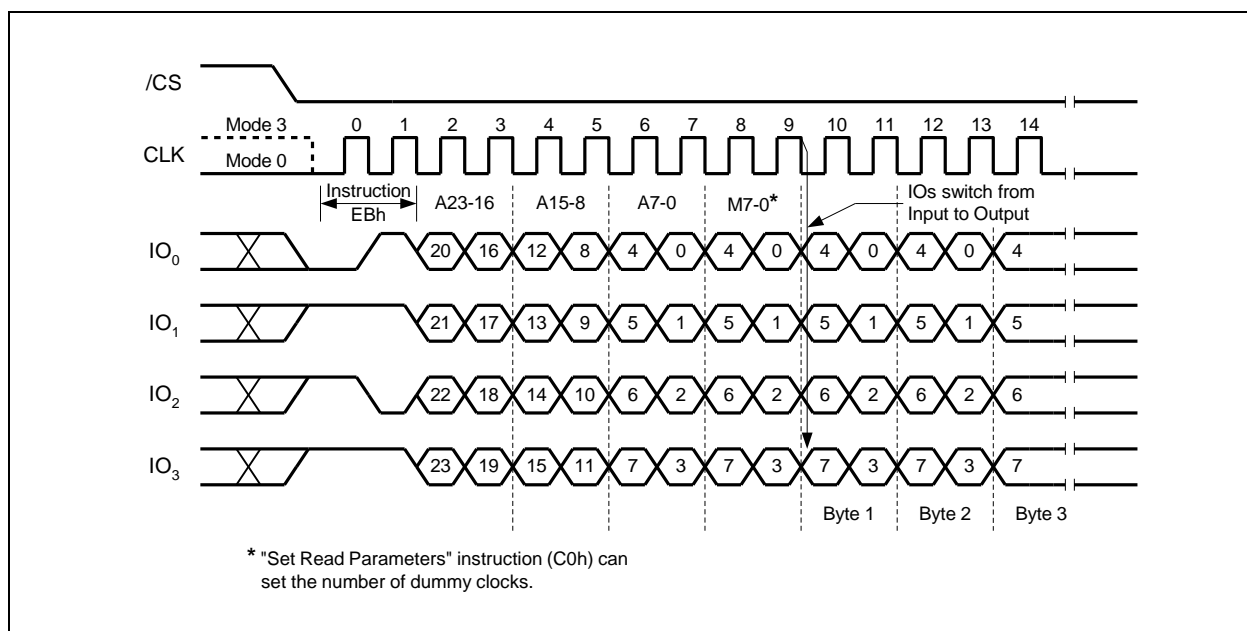 /CS
Mode 3 0 1 2 3 4 5 6 7 8 9 10 11 12 13 14
CLK
Mode 0
Instruction
EBh
A23-16 A15-8 A7-0 M7-0*
IOs switch from
Input to Output
IO0 20 16 12 8 4 0 4 0 4 0 4 0 4
IO1 21 17 13 9 5 1 5 1 5 1 5 1 5
IO2 22 18 14 10 6 2 6 2 6 2 6 2 6
IO3 23 19 15 11 7 3 7 3 7 3 7 3 7
Byte 1 Byte 2 Byte 3
* "Set Read Parameters" instruction (C0h) can
set the number of dummy clocks.